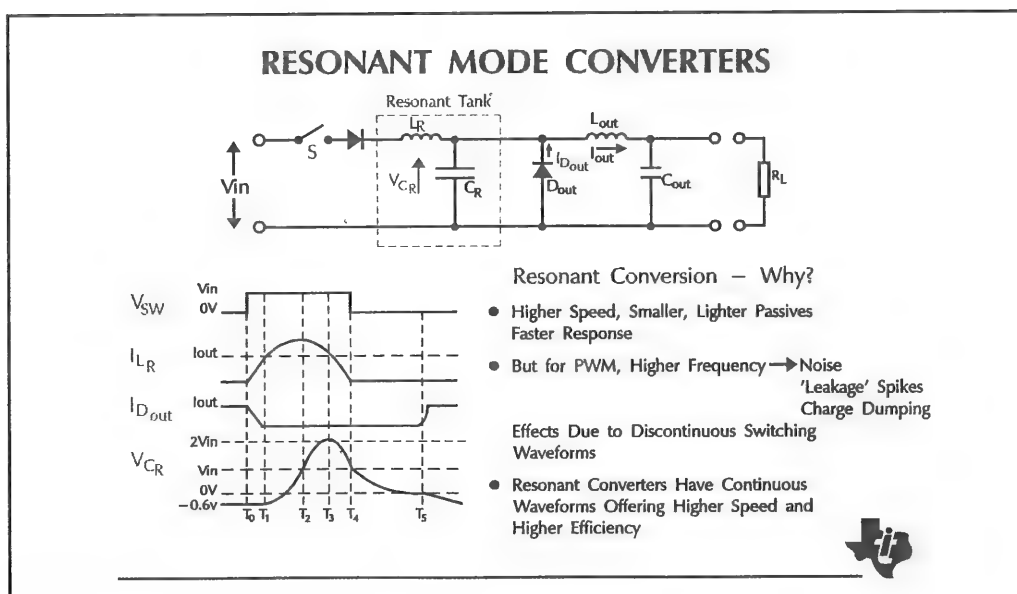 RESONANT MODE CONVERTERS
Resonant Tank
S
LR
Lout
Vin
VCR
CR
IDout
Iout
Dout
Cout
RL
Resonant Conversion – Why?
VSW
Vin
0V
ILR
Iout
IDout
Iout
VCR
2Vin
Vin
0V
−0.6v
T0 T1 T2 T3 T4 T5
• Higher Speed, Smaller, Lighter Passives
Faster Response
• But for PWM, Higher Frequency → Noise
'Leakage' Spikes
Charge Dumping
Effects Due to Discontinuous Switching
Waveforms
• Resonant Converters Have Continuous
Waveforms Offering Higher Speed and
Higher Efficiency